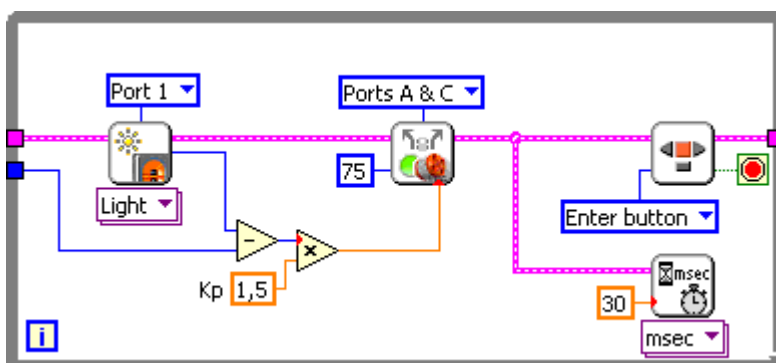 Port 1
Ports A & C
75
Light
Enter button
-
x
Kp 1,5
msec
30
i
msec